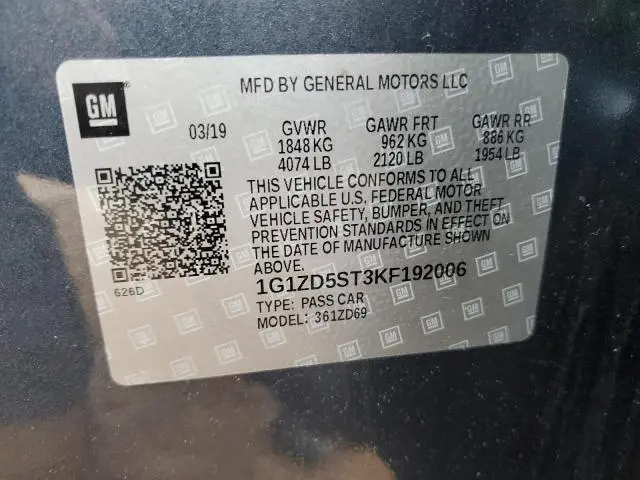 GM
MFD BY GENERAL MOTORS LLC
03/19 GVWR GAWR FRT GAWR RR
1848 KG 962 KG 886 KG
4074 LB 2120 LB 1954 LB
THIS VEHICLE CONFORMS TO ALL
APPLICABLE U.S. FEDERAL MOTOR
VEHICLE SAFETY, BUMPER, AND THEFT
PREVENTION STANDARDS IN EFFECT ON
THE DATE OF MANUFACTURE SHOWN
ABOVE.
626D
1G1ZD5ST3KF192006
TYPE: PASS CAR
MODEL: 361ZD69